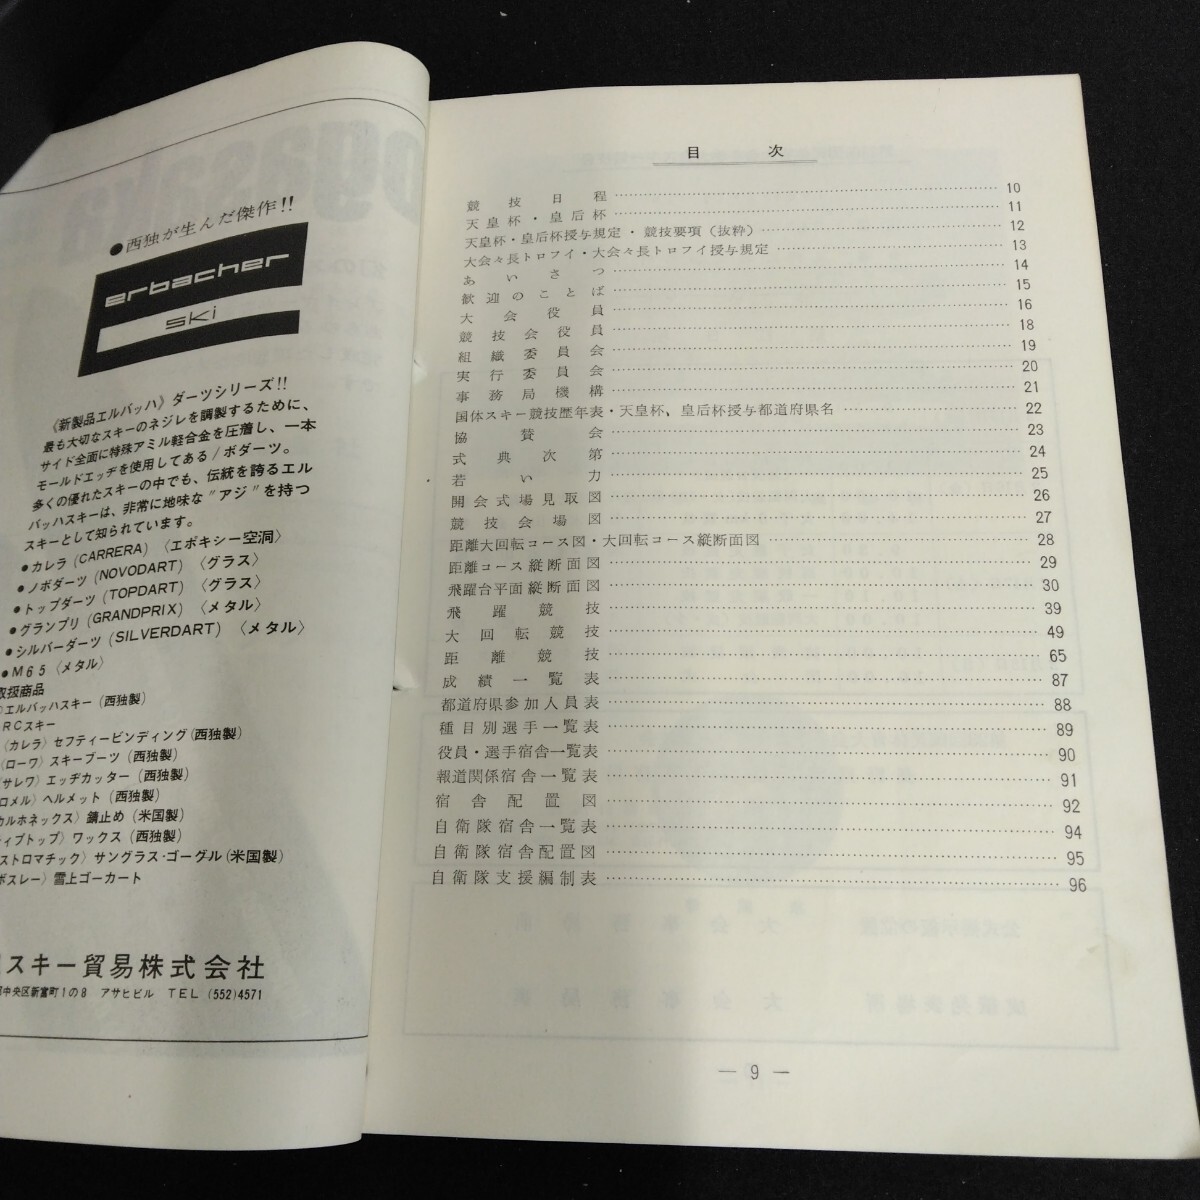 ●西独が生んだ傑作!!
erbacher
ski
《新製品エルバッハ》ダーツシリーズ!!
最も大切なスキーのネジレを調製するために、
サイド全面に特殊アミル軽合金を圧着し、一本
モールドエッヂを使用してある/ボダーツ。
多くの優れたスキーの中でも、伝統を誇るエル
バッハスキーは、非常に地味な"アジ"を持つ
スキーとして知られています。
●カレラ(CARRERA)〈エポキシー空洞〉
●ノボダーツ(NOVODART)〈グラス〉
●トップダーツ(TOPDART)〈グラス〉
●グランプリ(GRANDPRIX)〈メタル〉
●シルバーダーツ(SILVERDART)〈メタル〉
●M65〈メタル〉
取扱商品
エルバッハスキー(西独製)
RCスキー
〈カレラ〉セフティービンディング(西独製)
〈ローワ〉スキーブーツ(西独製)
サレワ〉エッヂカッター(西独製)
ロメル〉ヘルメット(西独製)
カルホネックス〉鎖止め(米国製)
ティプトップ〉ワックス(西独製)
ストロマチック〉サングラス・ゴーグル(米国製)
ボスレー〉雪上ゴーカート
スキー貿易株式会社
中央区新富町1の8 アサヒビル TEL (552)4571
目次
競技日程 10
天皇杯・皇后杯 11
天皇杯・皇后杯授与規定・競技要項(抜粋) 12
大会々長トロフイ・大会々長トロフイ授与規定 13
あいさつ 14
歓迎のことば 15
大会役員 16
競技会役員 18
組織委員会 19
実行委員会 20
事務局機構 21
国体スキー競技歴年表・天皇杯、皇后杯授与都道府県名 22
協賛会 23
式典次第 24
若い力 25
開会式場見取図 26
競技会場図 27
距離大回転コース図・大回転コース縦断面図 28
距離コース縦断面図 29
飛躍台平面縦断面図 30
飛躍競技 39
大回転競技 49
距離競技 65
成績一覧表 87
都道府県参加人員表 88
種目別選手一覧表 89
役員・選手宿舎一覧表 90
報道関係宿舎一覧表 91
宿舎配置図 92
自衛隊宿舎一覧表 94
自衛隊宿舎配置図 95
自衛隊支援編制表 96
― 9 ―